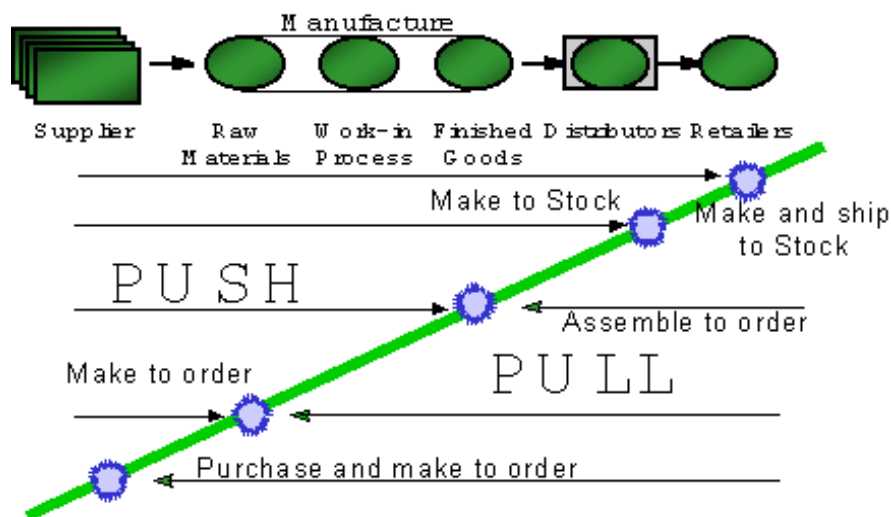 Manufacture
Supplier
Raw Materials
Work-in Process
Finished Goods
Distributors
Retailers
Make to Stock
Make and ship
to Stock
PUSH
Assemble to order
Make to order
PULL
Purchase and make to order